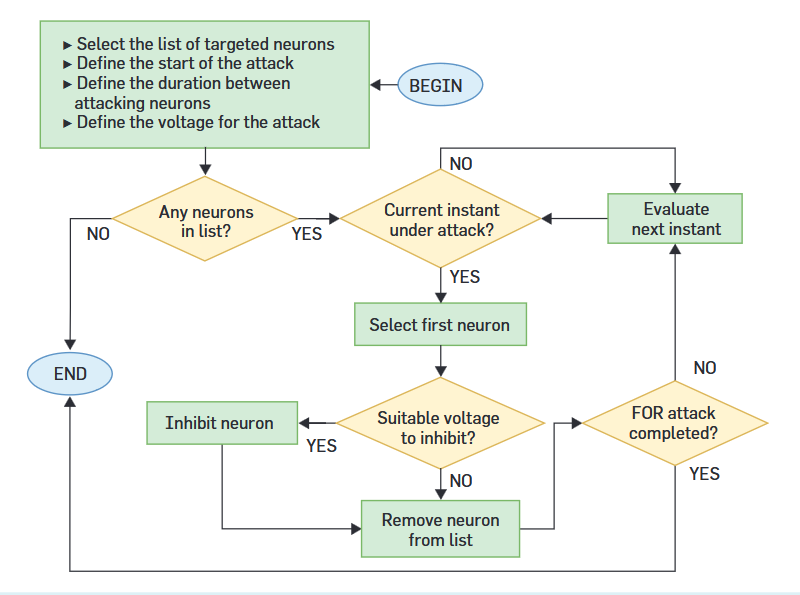 ► Select the list of targeted neurons
► Define the start of the attack
► Define the duration between
attacking neurons
► Define the voltage for the attack
BEGIN
NO
Any neurons
in list?
YES
NO
Current instant
under attack?
YES
Evaluate
next instant
Select first neuron
END
Inhibit neuron
YES
Suitable voltage
to inhibit?
NO
NO
FOR attack
completed?
YES
Remove neuron
from list